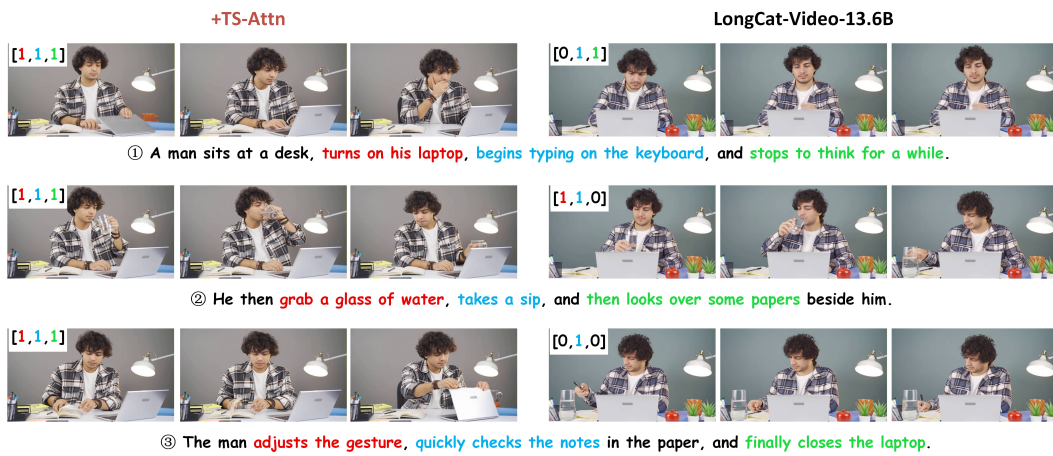 +TS-Attn
LongCat-Video-13.6B
[1,1,1]
[0,1,1]
① A man sits at a desk, turns on his laptop, begins typing on the keyboard, and stops to think for a while.
[1,1,1]
[1,1,0]
② He then grab a glass of water, takes a sip, and then looks over some papers beside him.
[1,1,1]
[0,1,0]
③ The man adjusts the gesture, quickly checks the notes in the paper, and finally closes the laptop.